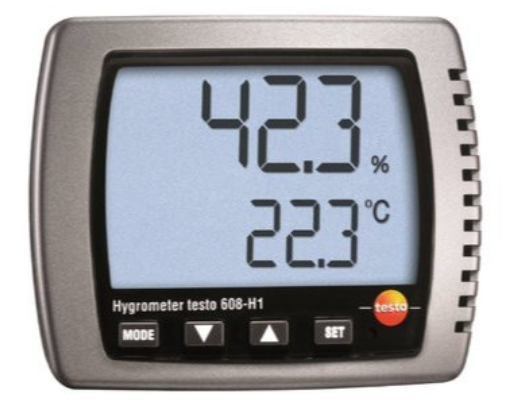 42.3 %
22.3 °C
Hygrometer testo 608-H1
testo
MODE ▼ ▲ SET